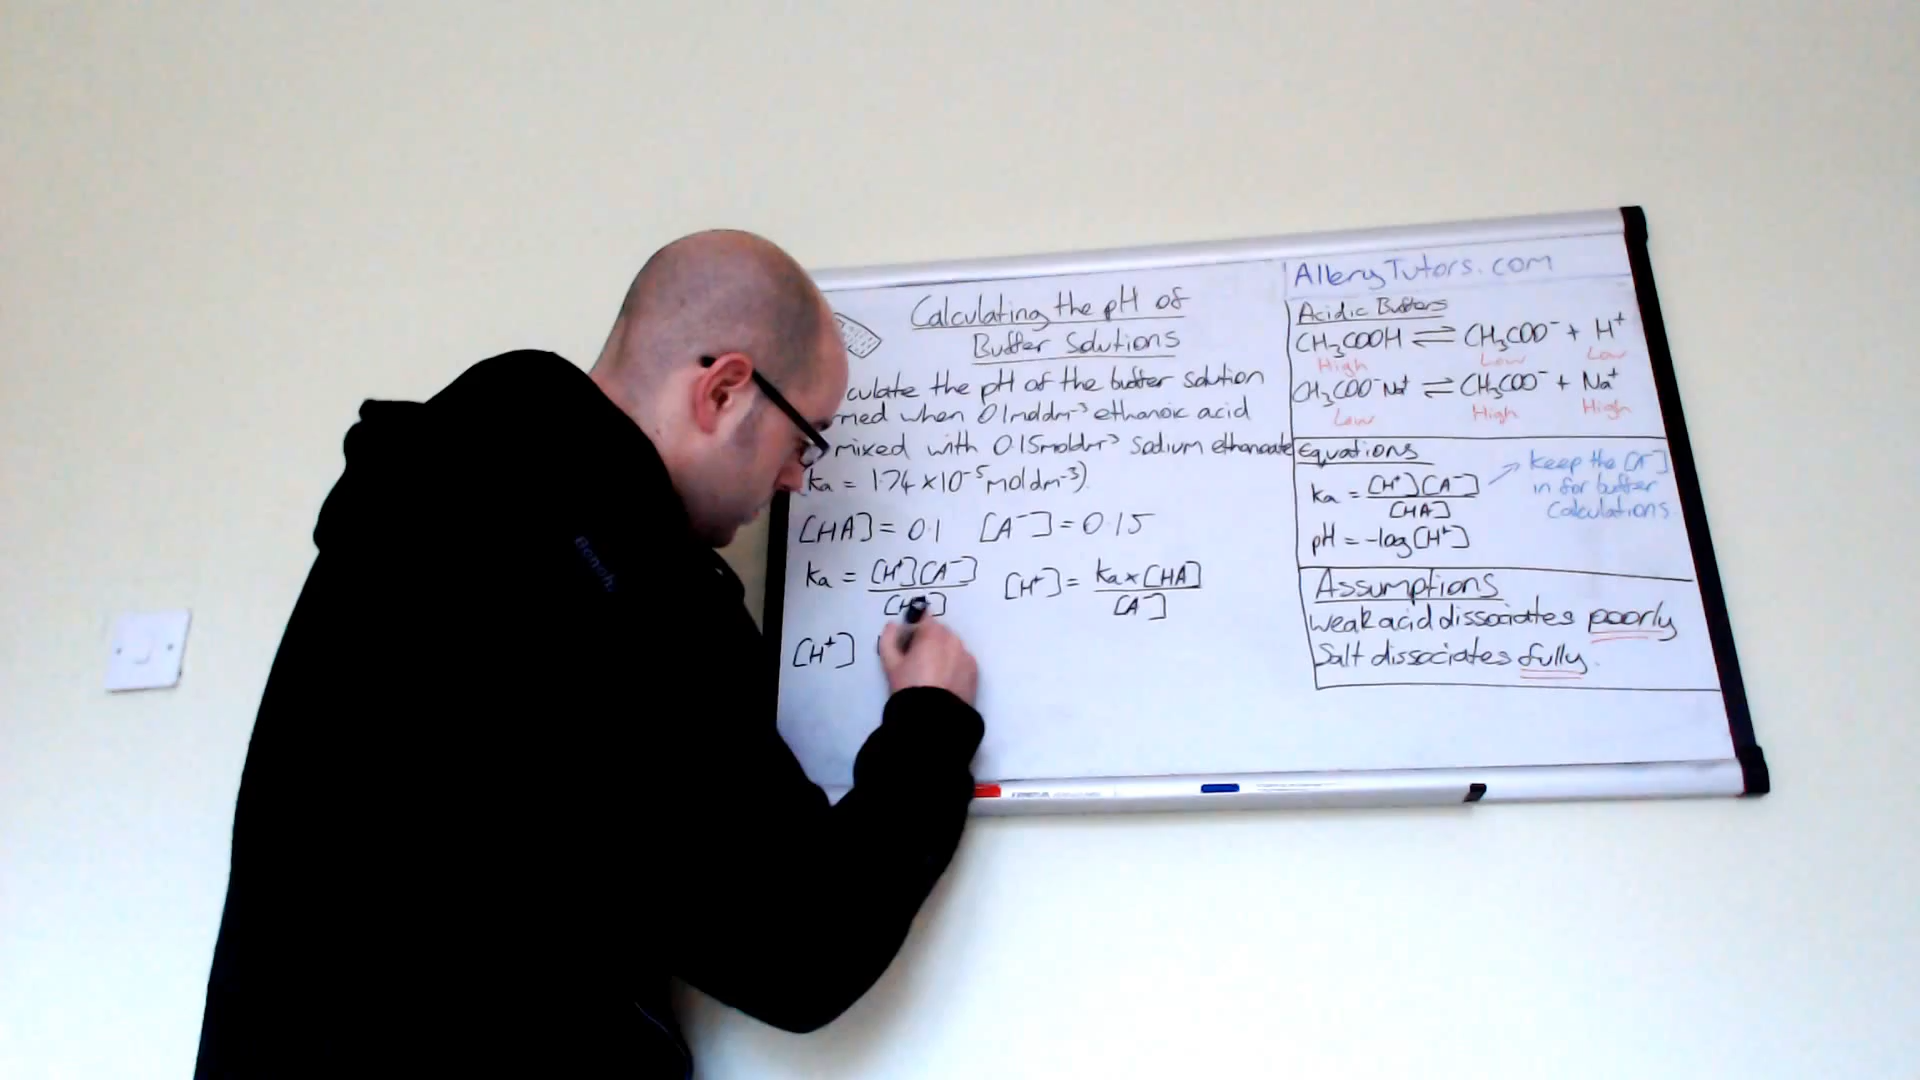 Calculating the pH of
Buffer Solutions
culate the pH of the buffer solution
med when 0.1moldm⁻³ ethanoic acid
mixed with 0.15moldm⁻³ sodium ethanoate
Ka = 1.74 × 10⁻⁵ moldm⁻³)
[HA] = 0.1 [A⁻] = 0.15
Ka = [H⁺][A⁻] / [HA] [H⁺] = Ka × [HA] / [A⁻]
[H⁺]
AlleryTutors.com
Acidic Buffers
CH₃COOH ⇌ CH₃COO⁻ + H⁺
High Low Low
CH₃COO⁻Na⁺ ⇌ CH₃COO⁻ + Na⁺
Low High High
Equations
Ka = [H⁺][A⁻] / [HA]
pH = -log[H⁺]
Keep the [A⁻]
in for buffer
Calculations
Assumptions
Weak acid dissociates poorly
Salt dissociates fully.
Bench.